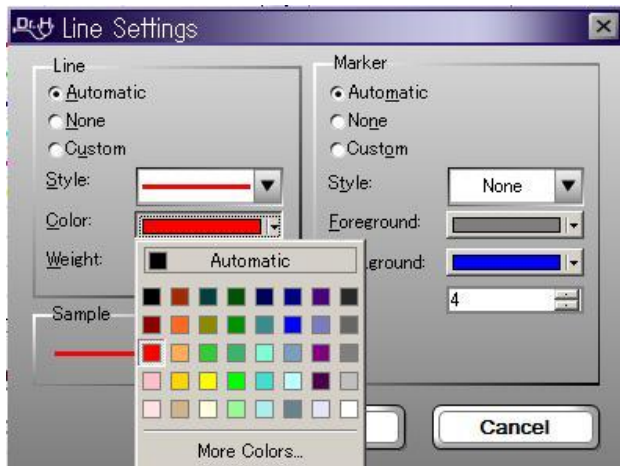 Dr.H Line Settings
Line
Automatic
None
Custom
Style:
Color:
Weight:
Automatic
More Colors...
Sample
Marker
Automatic
None
Custom
Style: None
Foreground:
ground:
4
Cancel